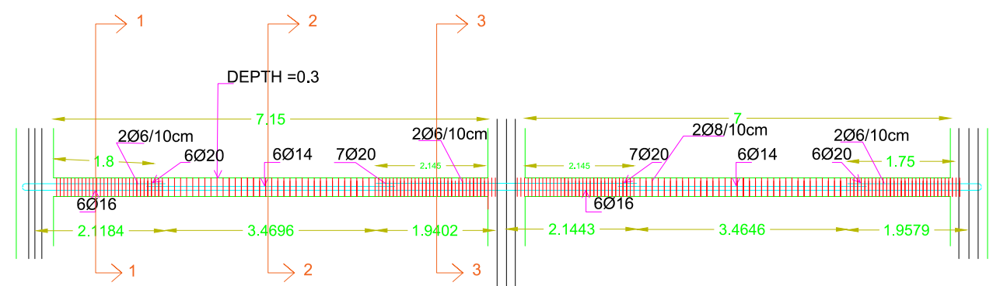 1
2
3
DEPTH =0.3
7.15
7
2Ø6/10cm
2Ø6/10cm
2Ø8/10cm
2Ø6/10cm
1.8
6Ø20
6Ø14
7Ø20
2.145
2.145
7Ø20
6Ø14
6Ø20
1.75
6Ø16
6Ø16
2.1184
3.4696
1.9402
2.1443
3.4646
1.9579
1
2
3